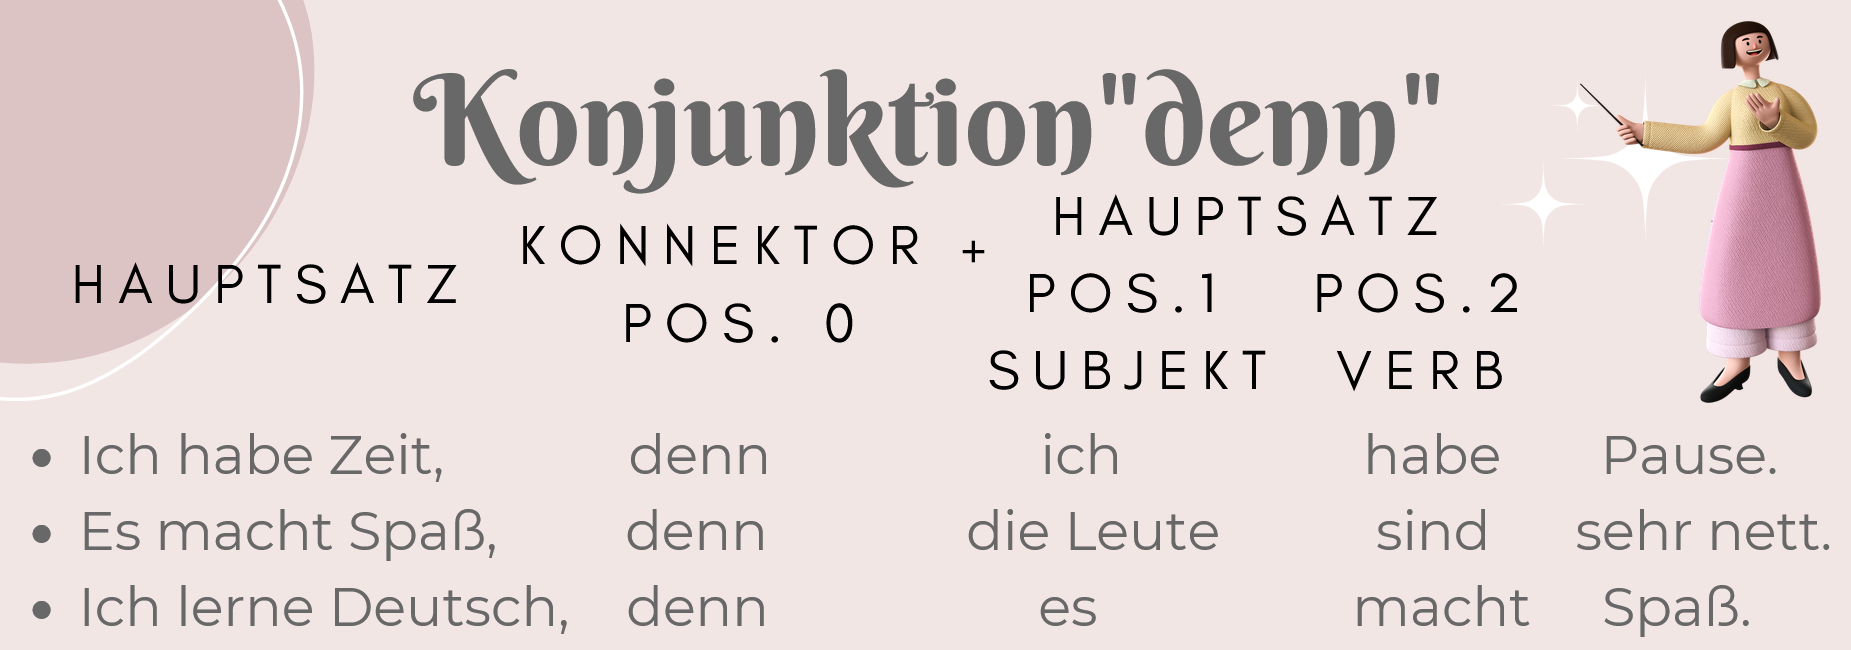 Konjunktion"denn"
HAUPTSATZ
KONNEKTOR +
POS. 0
HAUPTSATZ
POS.1 POS.2
SUBJEKT VERB
• Ich habe Zeit, denn ich habe Pause.
• Es macht Spaß, denn die Leute sind sehr nett.
• Ich lerne Deutsch, denn es macht Spaß.